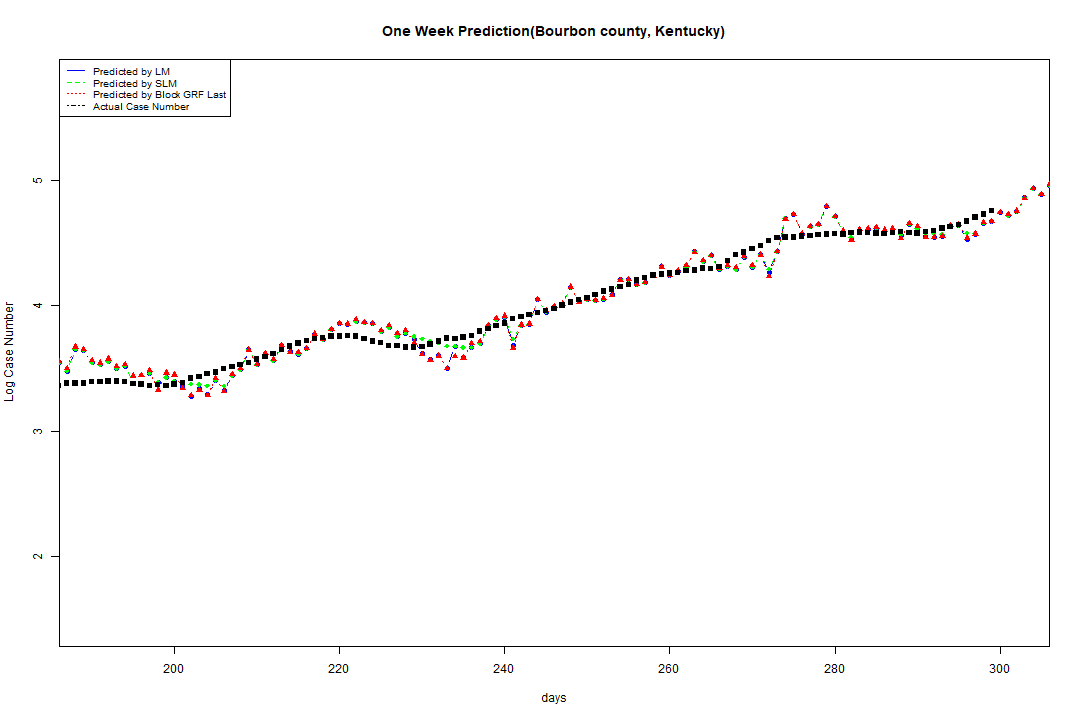 One Week Prediction(Bourbon county, Kentucky)
Predicted by LM
Predicted by SLM
Predicted by Block GRF Last
Actual Case Number
5
4
3
2
Log Case Number
200 220 240 260 280 300
days